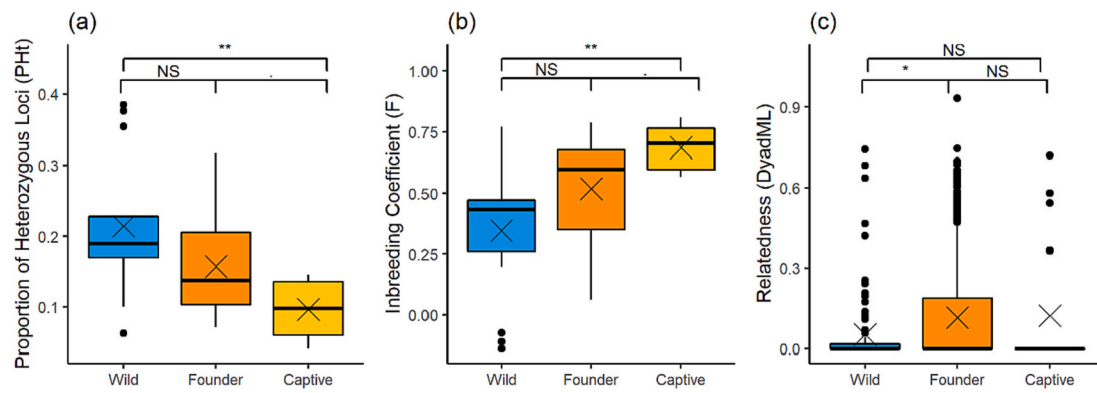 (a)
Proportion of Heterozygous Loci (PHt)
0.4
0.3
0.2
0.1
**
NS
.
Wild Founder Captive
(b)
Inbreeding Coefficient (F)
1.00
0.75
0.50
0.25
0.00
**
NS
.
Wild Founder Captive
(c)
Relatedness (DyadML)
0.9
0.6
0.3
0.0
NS
* NS
Wild Founder Captive